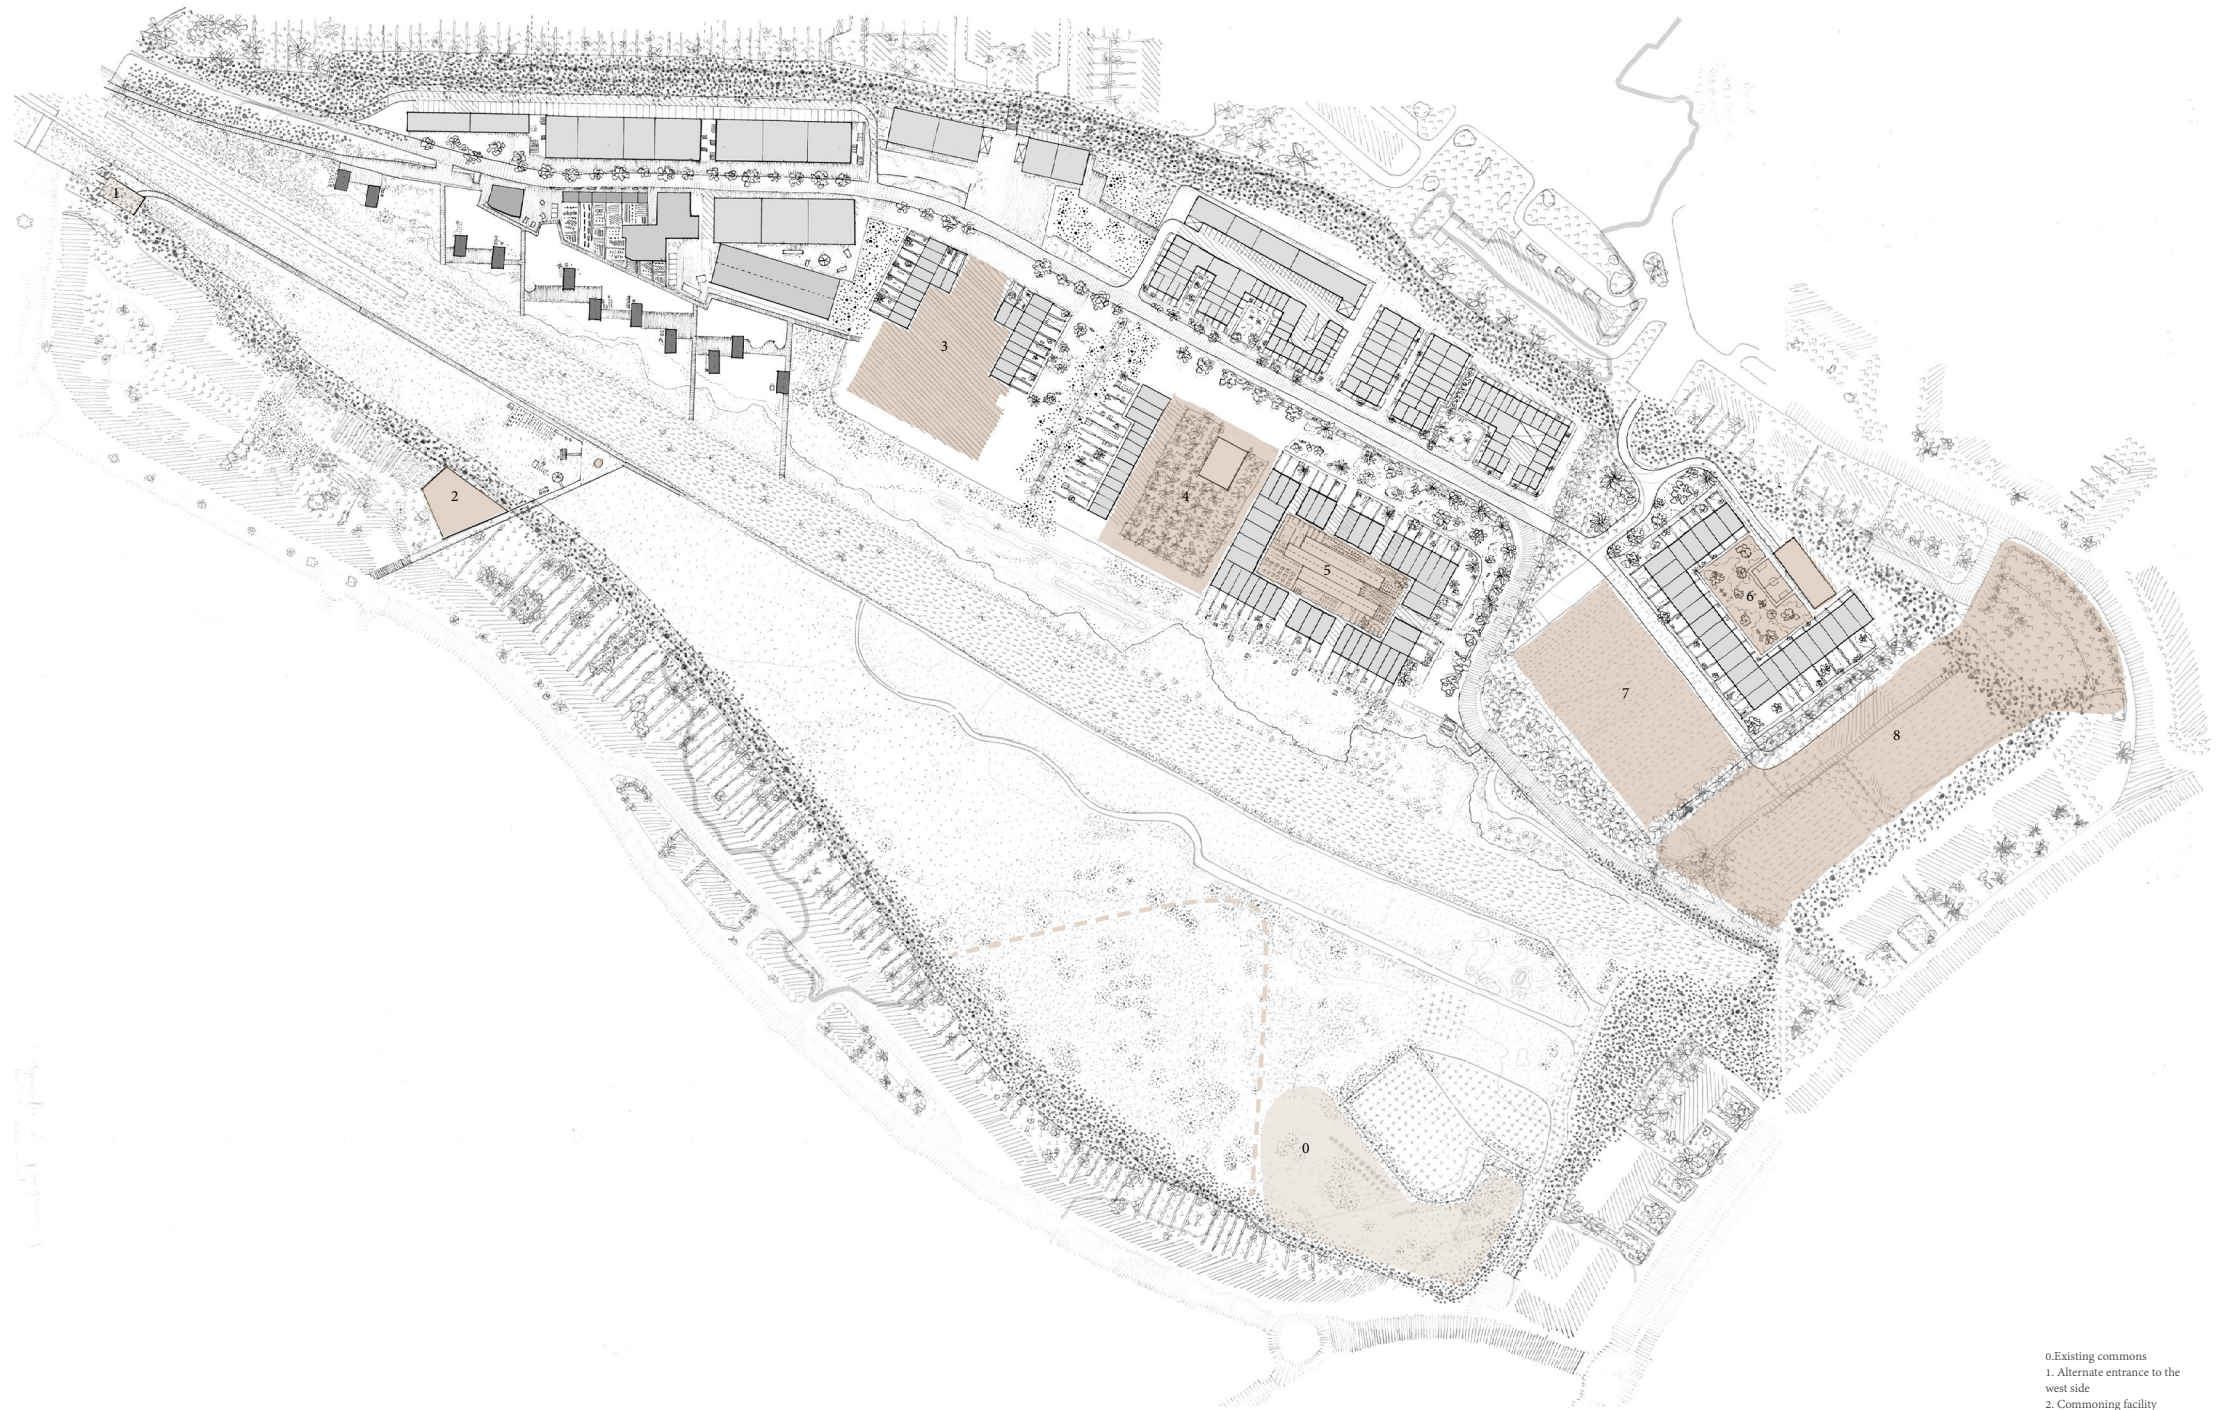 1
2
3
4
5
6
7
8
0
0.Existing commons
1. Alternate entrance to the
west side
2. Commoning facility